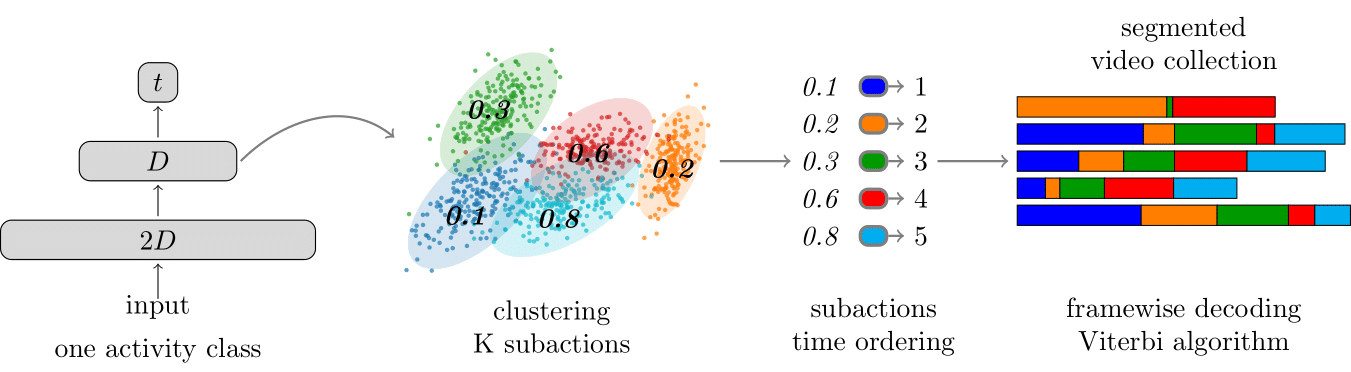 t
D
2D
input
one activity class
0.3
0.6
0.2
0.1
0.8
clustering
K subactions
0.1 1
0.2 2
0.3 3
0.6 4
0.8 5
subactions
time ordering
segmented
video collection
framewise decoding
Viterbi algorithm